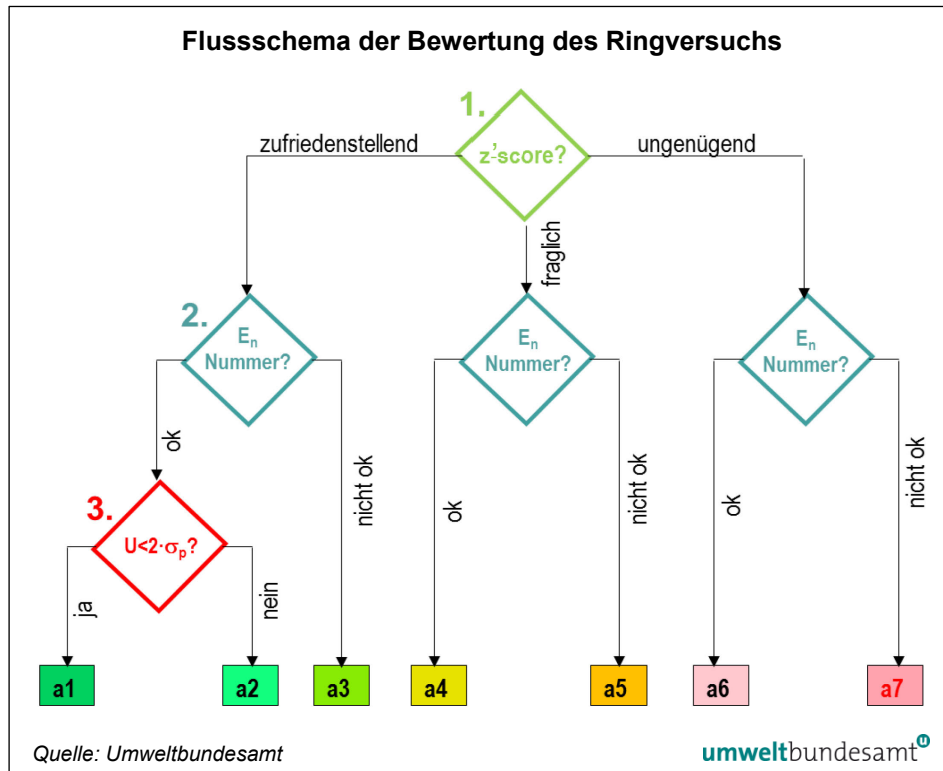 Flussschema der Bewertung des Ringversuchs
1.
zufriedenstellend
z'score?
ungenügend
fraglich
2.
En
Nummer?
En
Nummer?
En
Nummer?
ok
nicht ok
ok
nicht ok
ok
nicht ok
3.
U<2·σp?
ja
nein
a1
a2
a3
a4
a5
a6
a7
Quelle: Umweltbundesamt
umweltbundesamt u